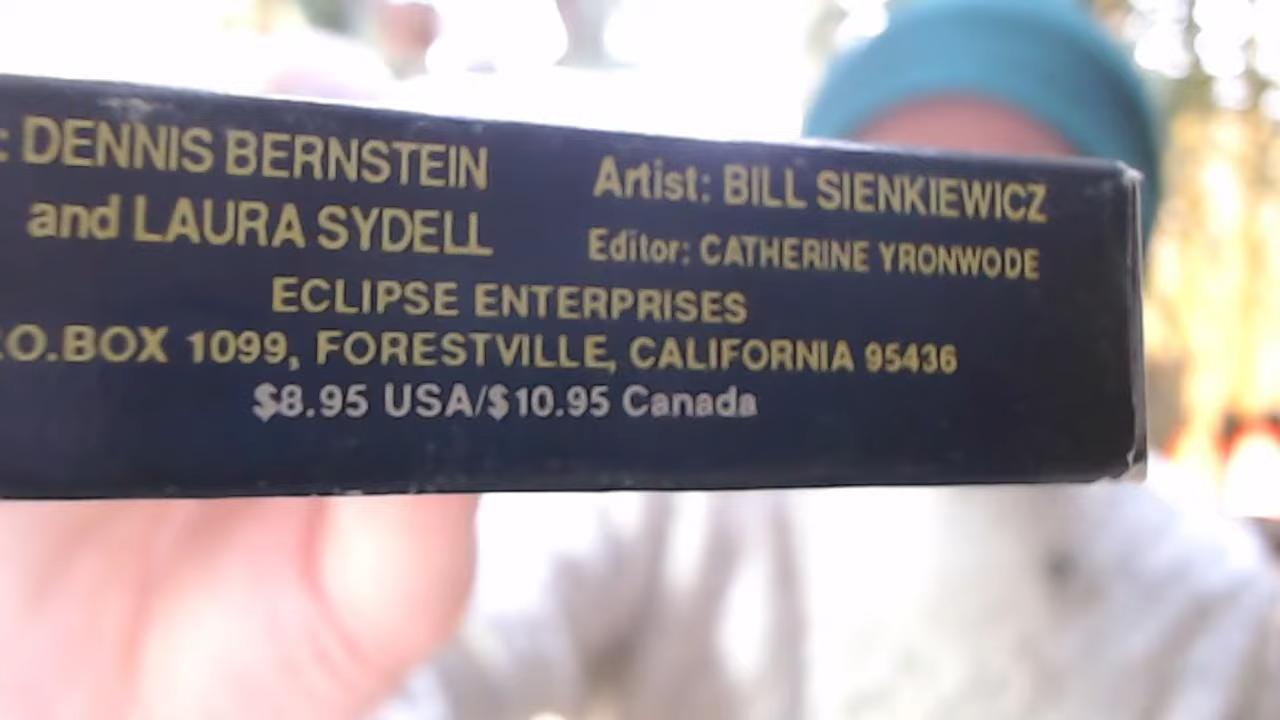 : DENNIS BERNSTEIN
and LAURA SYDELL
Artist: BILL SIENKIEWICZ
Editor: CATHERINE YRONWODE
ECLIPSE ENTERPRISES
.O.BOX 1099, FORESTVILLE, CALIFORNIA 95436
$8.95 USA/$10.95 Canada